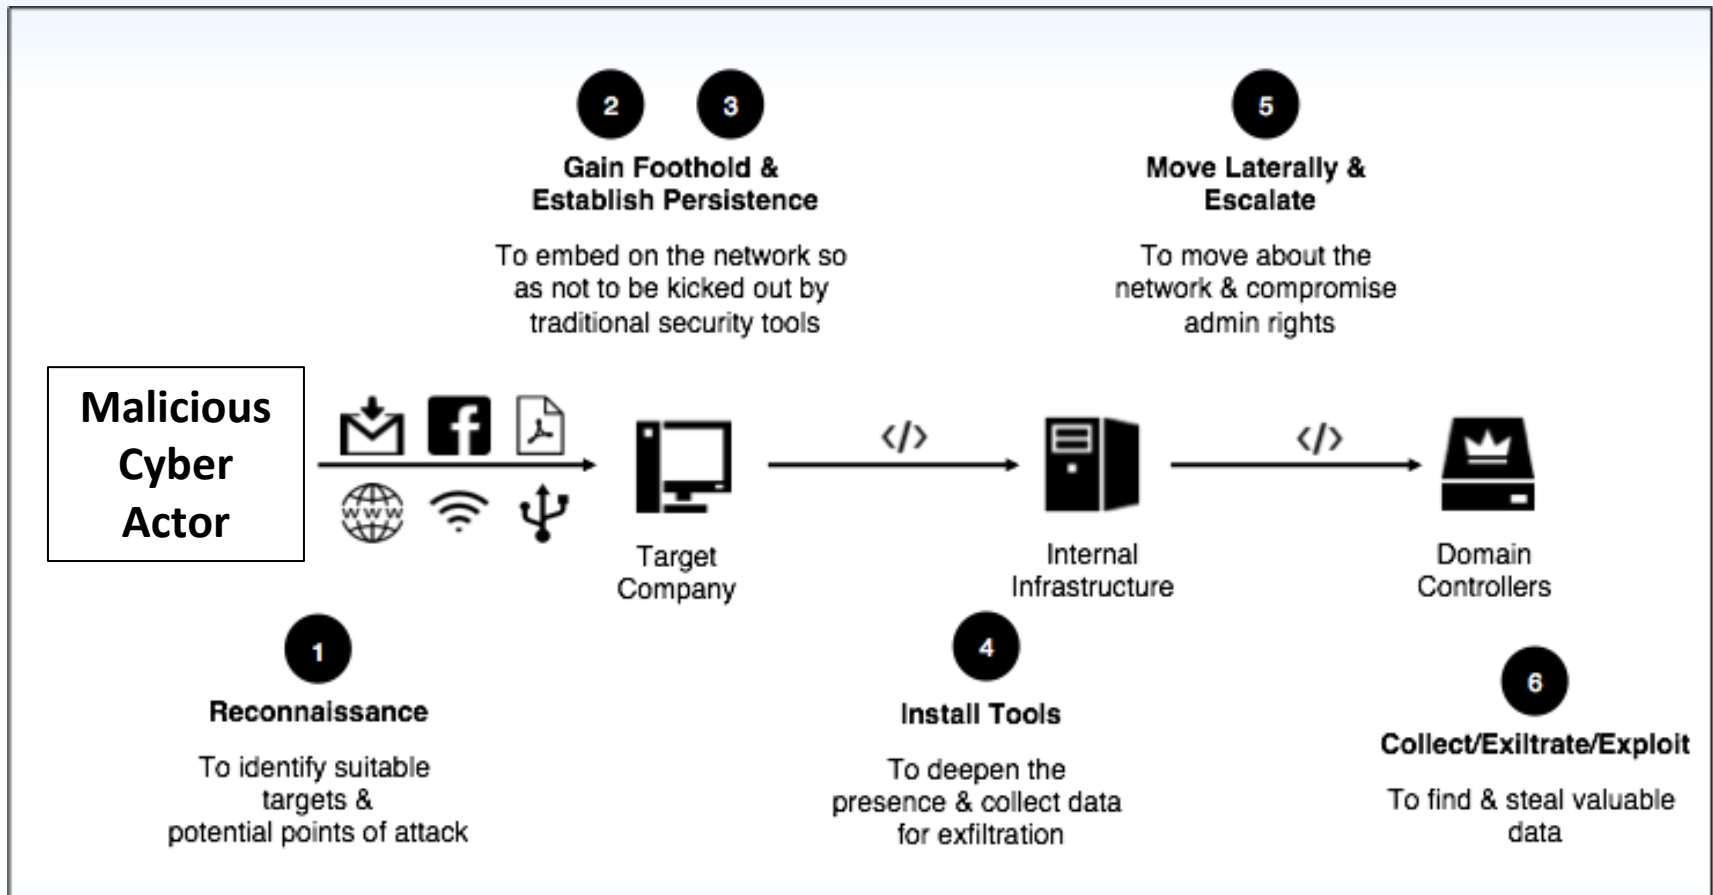 2 3
Gain Foothold &
Establish Persistence
To embed on the network so
as not to be kicked out by
traditional security tools
5
Move Laterally &
Escalate
To move about the
network & compromise
admin rights
Malicious
Cyber
Actor
f
www
</>
</>
Target
Company
Internal
Infrastructure
Domain
Controllers
1
Reconnaissance
To identify suitable
targets &
potential points of attack
4
Install Tools
To deepen the
presence & collect data
for exfiltration
6
Collect/Exiltrate/Exploit
To find & steal valuable
data